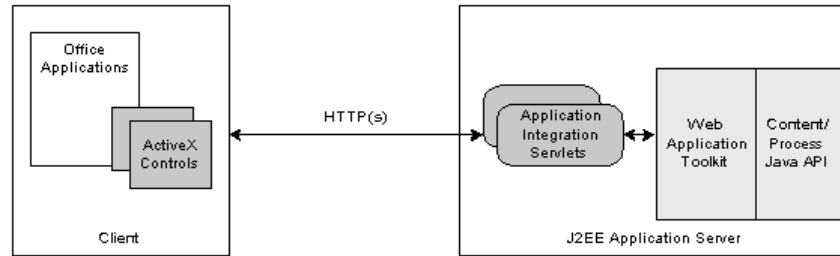 Office
Applications
ActiveX
Controls
Client
HTTP(s)
Application
Integration
Servlets
Web
Application
Toolkit
Content/
Process
Java API
J2EE Application Server